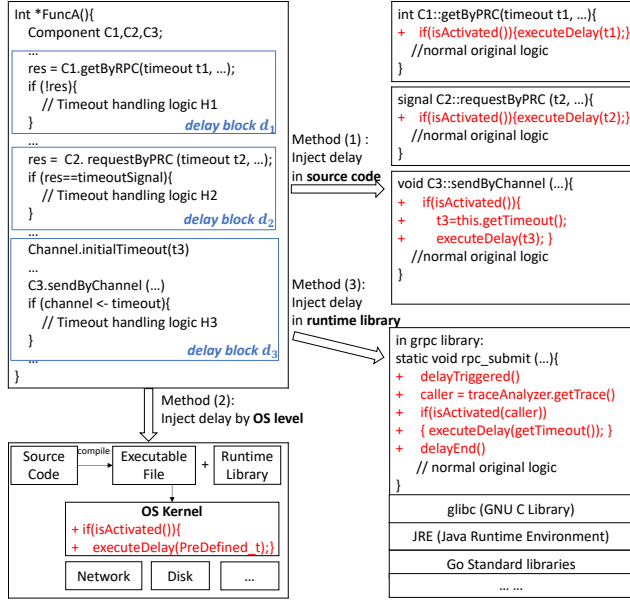 Int *FuncA(){
Component C1,C2,C3;
...
res = C1.getByRPC(timeout t1, ...);
if (!res){
// Timeout handling logic H1
}
delay block d1
...
res = C2. requestByPRC (timeout t2, ...);
if (res==timeoutSignal){
// Timeout handling logic H2
}
delay block d2
...
Channel.initialTimeout(t3)
...
C3.sendByChannel (...)
if (channel <- timeout){
// Timeout handling logic H3
}
delay block d3
...
}
Method (1) :
Inject delay
in source code
Method (3):
Inject delay
in runtime library
Method (2):
Inject delay by OS level
int C1::getByPRC(timeout t1, ...){
+ if(isActivated()){executeDelay(t1);}
//normal original logic
}
signal C2::requestByPRC (t2, ...){
+ if(isActivated()){executeDelay(t2);}
//normal original logic
}
void C3::sendByChannel (...){
+ if(isActivated()){
+ t3=this.getTimeout();
+ executeDelay(t3); }
//normal original logic
}
in grpc library:
static void rpc_submit (...){
+ delayTriggered()
+ caller = traceAnalyzer.getTrace()
+ if(isActivated(caller))
+ { executeDelay(getTimeout()); }
+ delayEnd()
// normal original logic
}
glibc (GNU C Library)
JRE (Java Runtime Environment)
Go Standard libraries
... ...
Source Code
compile
Executable File
+
Runtime Library
OS Kernel
+ if(isActivated()){
+ executeDelay(PreDefined_t);}
Network
Disk
...